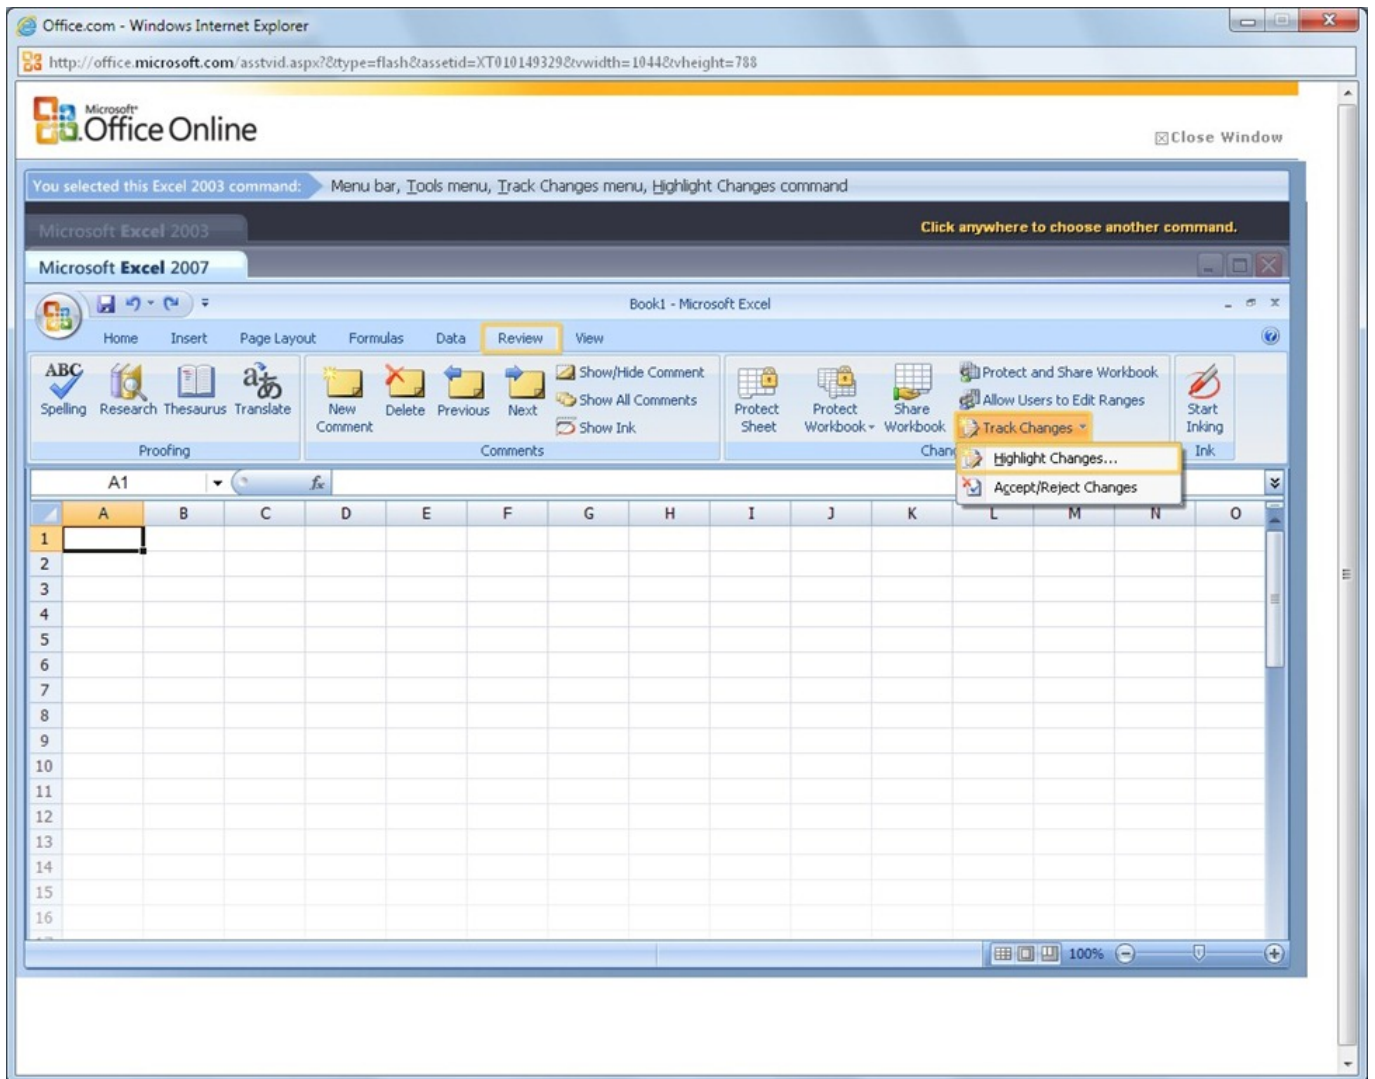 Office.com - Windows Internet Explorer
http://office.microsoft.com/asstvid.aspx?&type=flash&assetid=XT010149329&vwidth=1044&vheight=788
Microsoft®
Office Online
Close Window
You selected this Excel 2003 command: Menu bar, Tools menu, Track Changes menu, Highlight Changes command
Microsoft Excel 2003
Click anywhere to choose another command.
Microsoft Excel 2007
Book1 - Microsoft Excel
Home Insert Page Layout Formulas Data Review View
ABC Spelling Research Thesaurus Translate
Proofing
New Comment Delete Previous Next
Show/Hide Comment
Show All Comments
Show Ink
Comments
Protect Sheet Protect Workbook Share Workbook
Protect and Share Workbook
Allow Users to Edit Ranges
Track Changes
Chan
Start Inking
Ink
Highlight Changes...
Accept/Reject Changes
A1 fx
A B C D E F G H I J K L M N O
1
2
3
4
5
6
7
8
9
10
11
12
13
14
15
16
100%